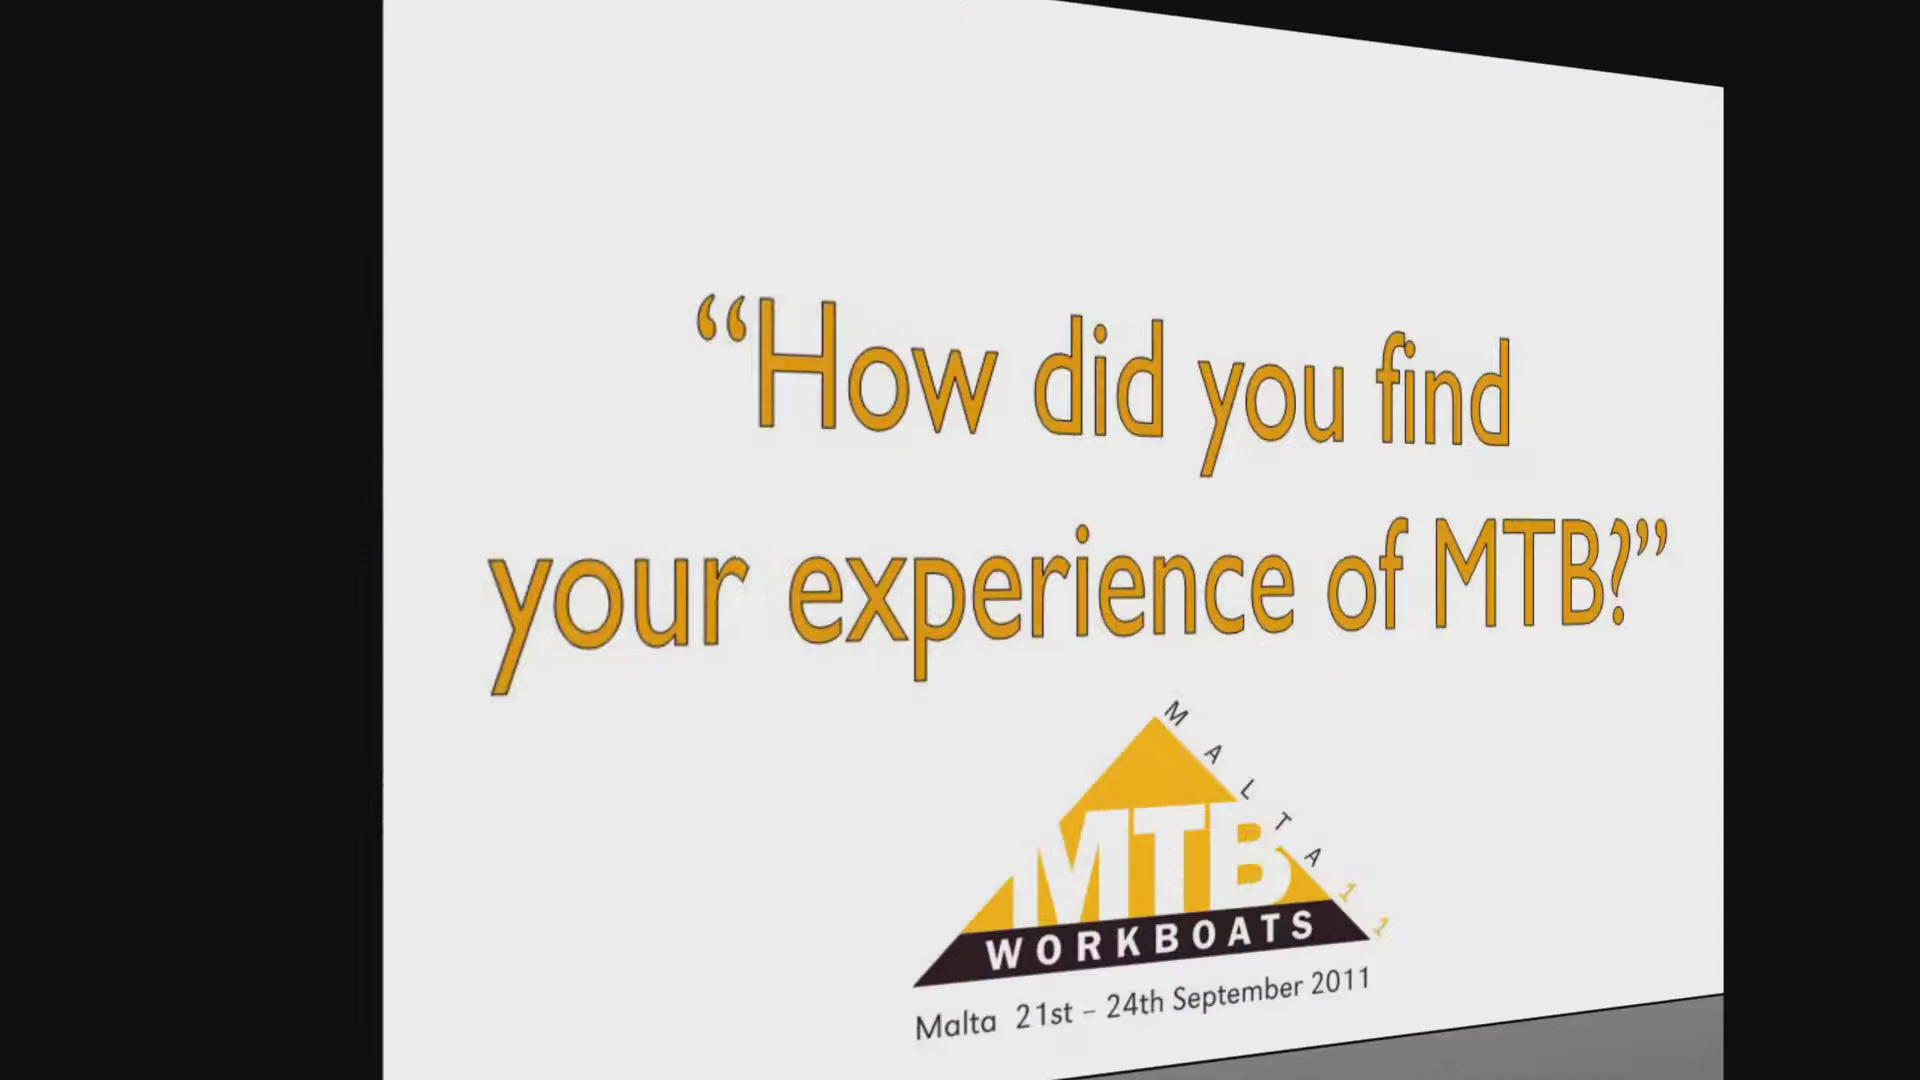 “How did you find
your experience of MTB?”
MALTA 11
MTB
WORKBOATS
Malta 21st – 24th September 2011